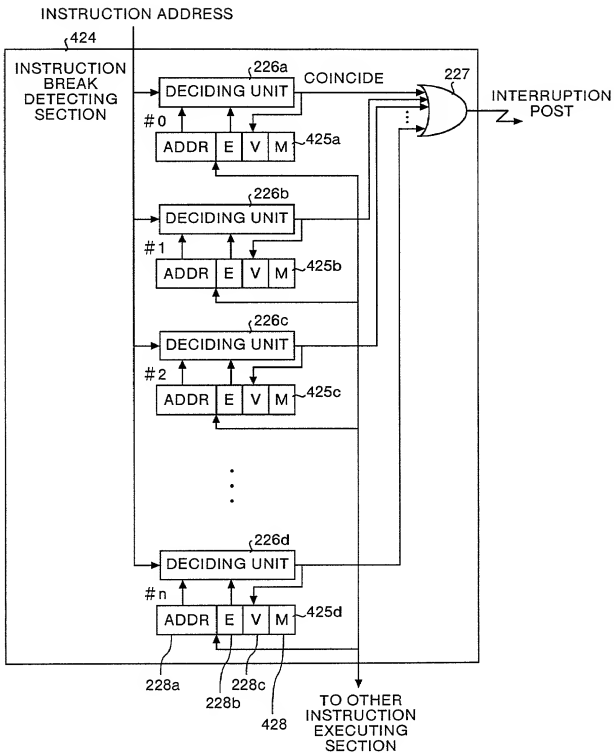 INSTRUCTION ADDRESS
424
INSTRUCTION
BREAK
DETECTING
SECTION
226a
DECIDING UNIT
COINCIDE
227
INTERRUPTION
POST
#0
ADDR E V M
425a
226b
DECIDING UNIT
#1
ADDR E V M
425b
226c
DECIDING UNIT
#2
ADDR E V M
425c
226d
DECIDING UNIT
#n
ADDR E V M
425d
228a
228b
228c
428
TO OTHER
INSTRUCTION
EXECUTING
SECTION